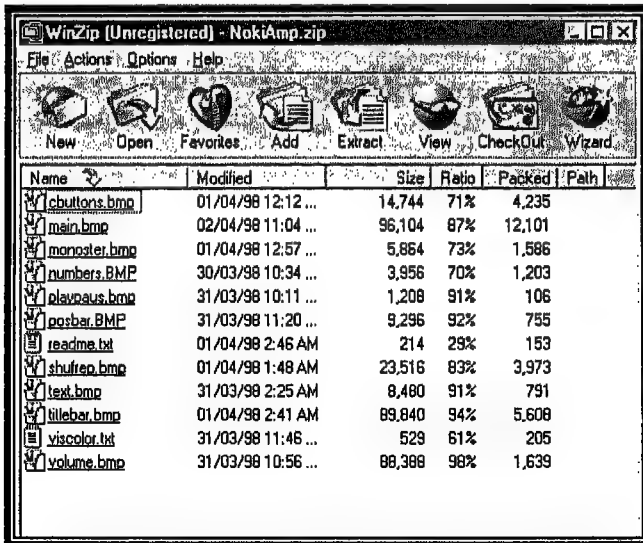 WinZip (Unregistered) - NokiAmp.zip
File Actions Options Help
New Open Favorites Add Extract View CheckOut Wizard
Name Modified Size Ratio Packed Path
cbuttons.bmp 01/04/98 12:12 ... 14,744 71% 4,235
main.bmp 02/04/98 11:04 ... 96,104 87% 12,101
monoster.bmp 01/04/98 12:57 ... 5,864 73% 1,586
numbers.BMP 30/03/98 10:34 ... 3,956 70% 1,203
playpaus.bmp 31/03/98 10:11 ... 1,208 91% 106
posbar.BMP 31/03/98 11:20 ... 9,296 92% 755
readme.txt 01/04/98 2:46 AM 214 29% 153
shufrep.bmp 01/04/98 1:48 AM 23,516 83% 3,973
text.bmp 31/03/98 2:25 AM 8,480 91% 791
titlebar.bmp 01/04/98 2:41 AM 89,840 94% 5,608
viscolor.txt 31/03/98 11:46 ... 529 61% 205
volume.bmp 31/03/98 10:56 ... 88,388 98% 1,639